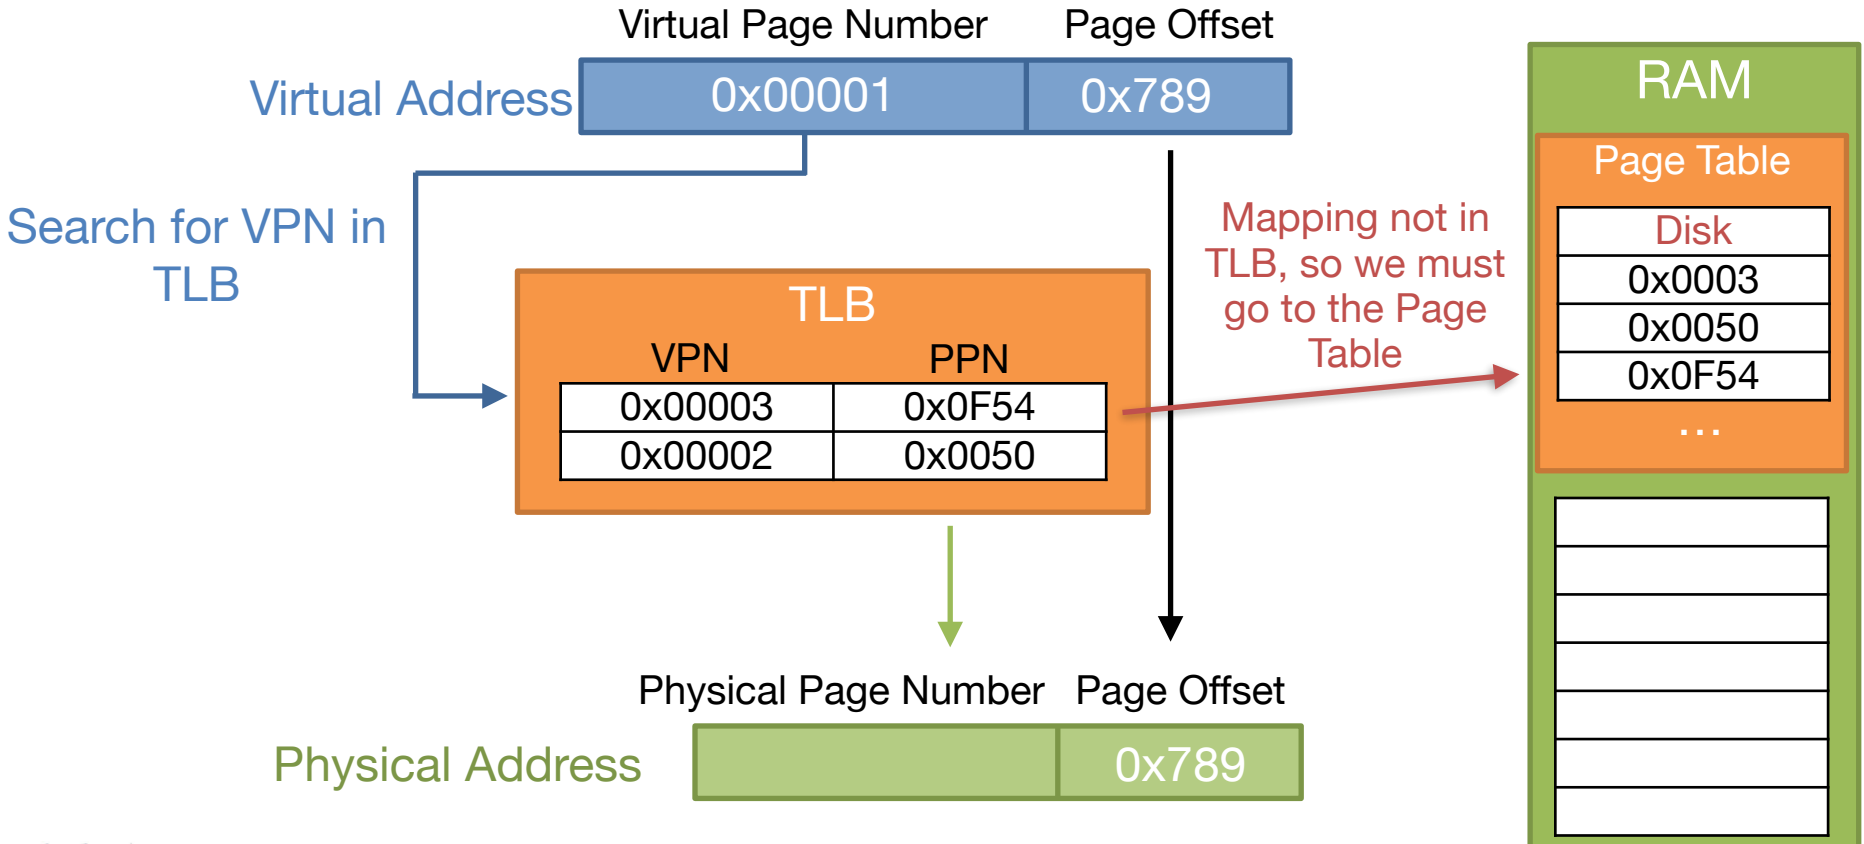 Virtual Page Number Page Offset
Virtual Address 0x00001 0x789
Search for VPN in
TLB
TLB
VPN PPN
0x00003 0x0F54
0x00002 0x0050
Mapping not in
TLB, so we must
go to the Page
Table
RAM
Page Table
Disk
0x0003
0x0050
0x0F54
...
Physical Page Number Page Offset
Physical Address 0x789